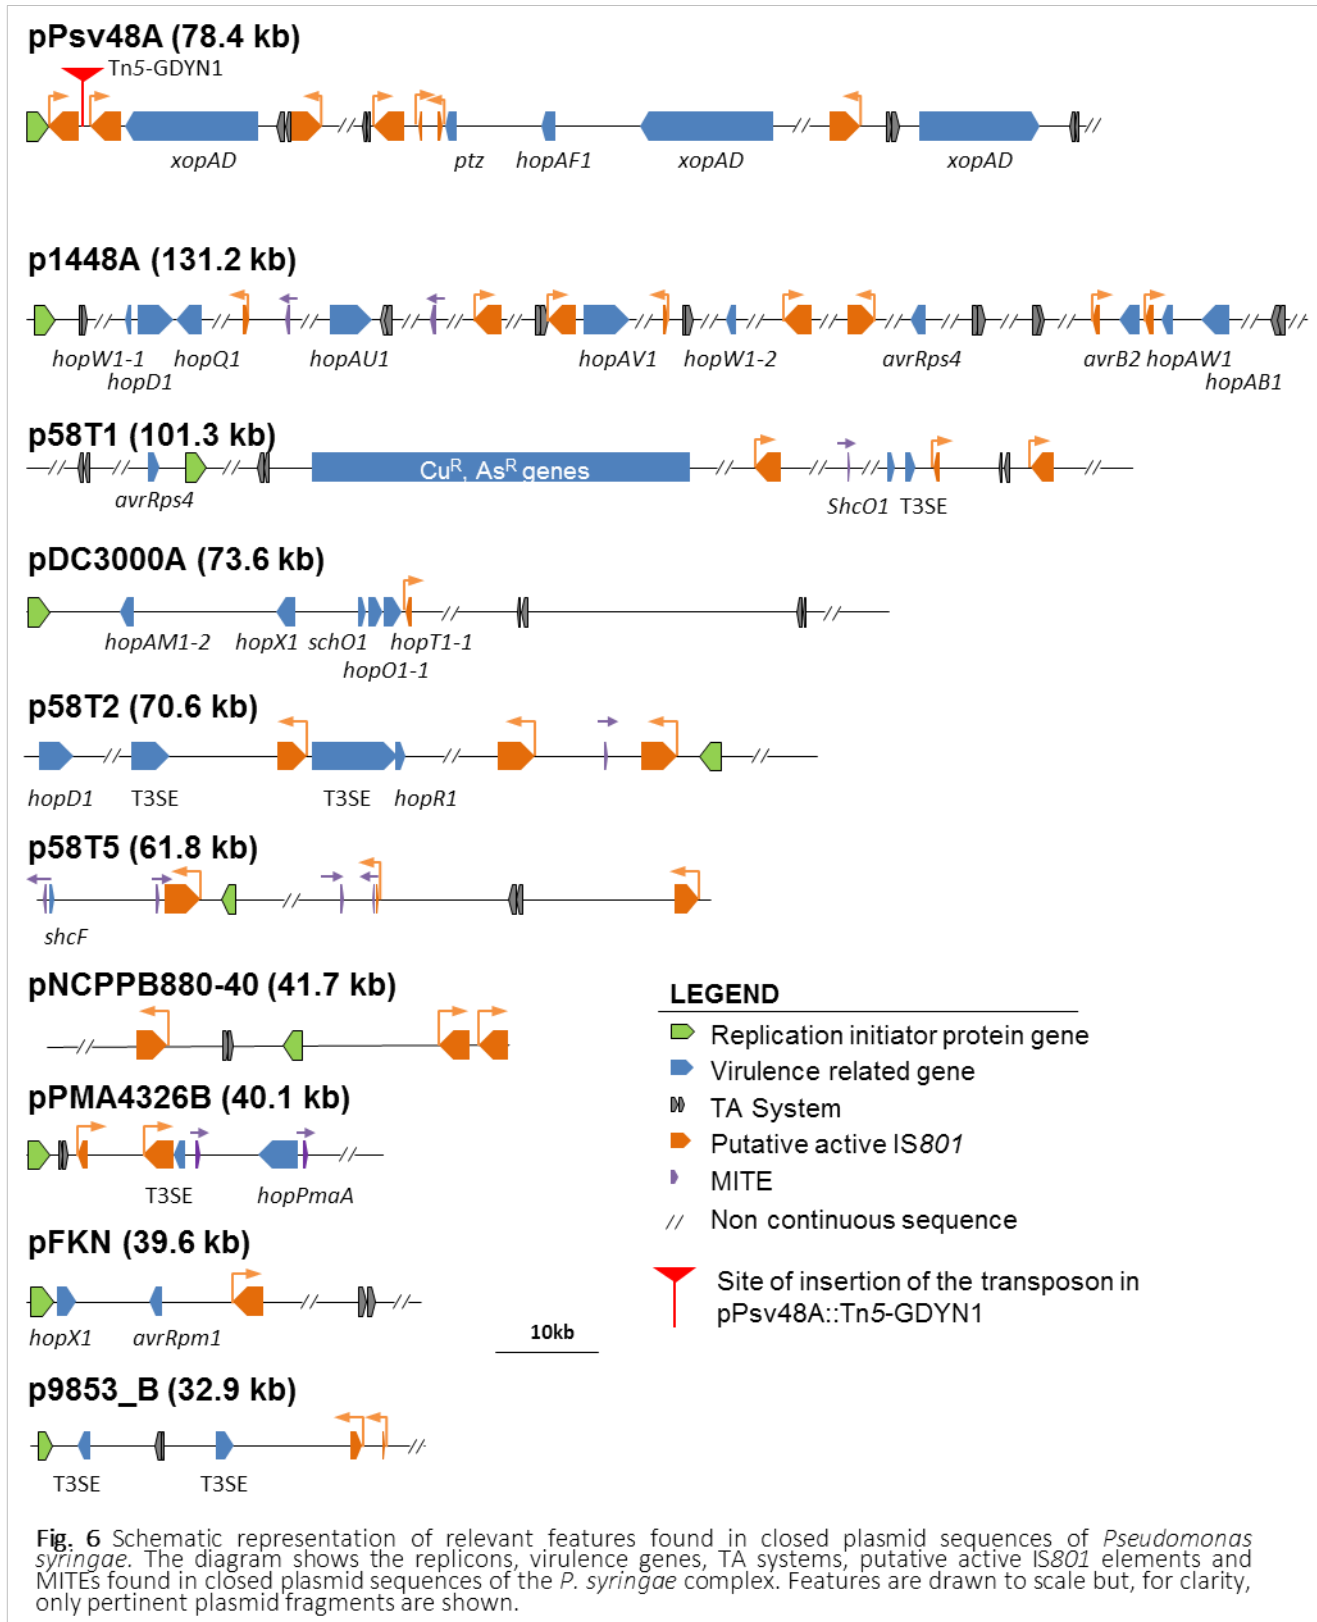 pPsv48A (78.4 kb)
Tn5-GDYN1
xopAD ptz hopAF1 xopAD xopAD
p1448A (131.2 kb)
hopW1-1 hopQ1 hopAU1 hopAV1 hopW1-2 avrRps4 avrB2 hopAW1
hopD1 hopAB1
p58T1 (101.3 kb)
Cuᴿ, Asᴿ genes
avrRps4 ShcO1 T3SE
pDC3000A (73.6 kb)
hopAM1-2 hopX1 schO1 hopT1-1
hopO1-1
p58T2 (70.6 kb)
hopD1 T3SE T3SE hopR1
p58T5 (61.8 kb)
shcF
pNCPPB880-40 (41.7 kb)
LEGEND
Replication initiator protein gene
Virulence related gene
TA System
Putative active IS801
MITE
Non continuous sequence
Site of insertion of the transposon in
pPsv48A::Tn5-GDYN1
pPMA4326B (40.1 kb)
T3SE hopPmaA
pFKN (39.6 kb)
hopX1 avrRpm1
10kb
p9853_B (32.9 kb)
T3SE T3SE
Fig. 6 Schematic representation of relevant features found in closed plasmid sequences of Pseudomonas
syringae. The diagram shows the replicons, virulence genes, TA systems, putative active IS801 elements and
MITEs found in closed plasmid sequences of the P. syringae complex. Features are drawn to scale but, for clarity,
only pertinent plasmid fragments are shown.